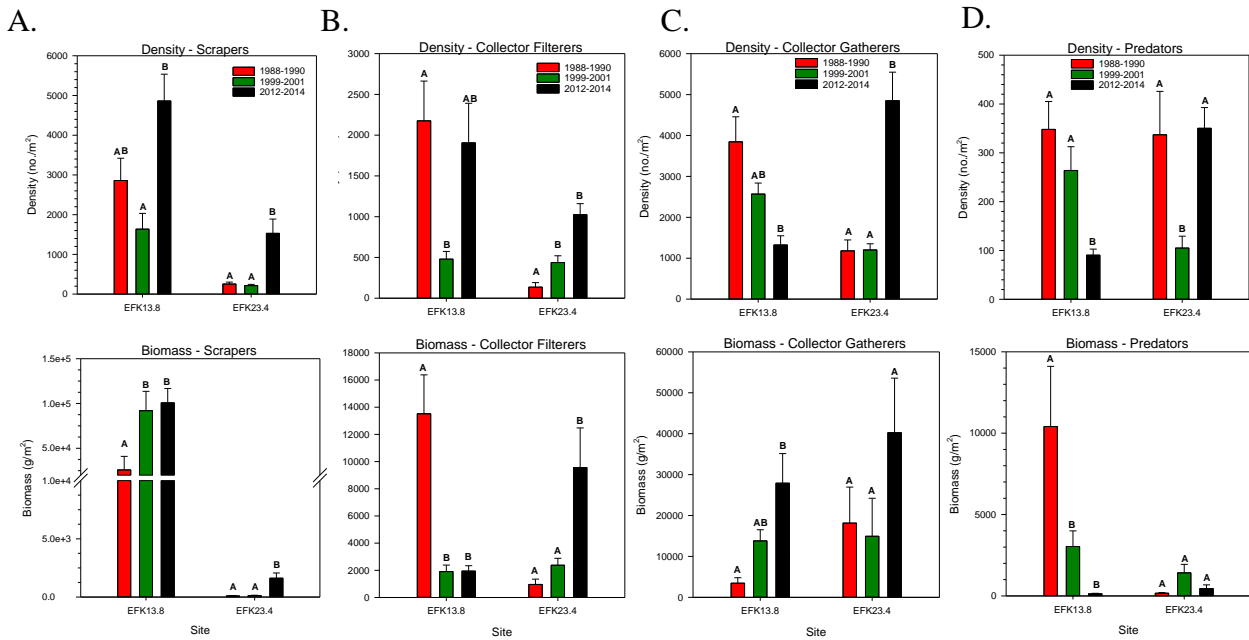 A.
Density - Scrapers
1988-1990
1999-2001
2012-2014
Density (no./m²)
6000
5000
4000
3000
2000
1000
0
AB
A
B
A
A
B
EFK13.8
EFK23.4
B.
Density - Collector Filterers
3000
2500
2000
1500
1000
500
0
A
B
AB
A
B
B
EFK13.8
EFK23.4
C.
Density - Collector Gatherers
1988-1990
1999-2001
2012-2014
Density (no./m²)
6000
5000
4000
3000
2000
1000
0
A
AB
B
A
A
B
EFK13.8
EFK23.4
D.
Density - Predators
1988-1990
1999-2001
2012-2014
Density (no./m²)
500
400
300
200
100
0
A
A
B
A
B
A
EFK13.8
EFK23.4
Biomass - Scrapers
Biomass (g/m²)
1.5e+5
1.0e+5
5.0e+4
1.0e+4
5.0e+3
0.0
A
B
B
A
A
B
EFK13.8
EFK23.4
Site
Biomass - Collector Filterers
18000
16000
14000
12000
10000
8000
6000
4000
2000
0
A
B
B
A
A
B
EFK13.8
EFK23.4
Site
Biomass - Collector Gatherers
Biomass (g/m²)
60000
50000
40000
30000
20000
10000
0
A
AB
B
A
A
A
EFK13.8
EFK23.4
Site
Biomass - Predators
Biomass (g/m²)
15000
10000
5000
0
A
B
B
A
A
A
EFK13.8
EFK23.4
Site